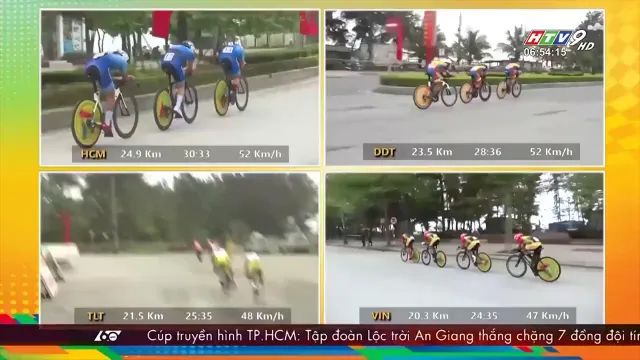 HTV9 HD
06:54:15
HCM 24.9 Km 30:33 52 Km/h
DDT 23.5 Km 28:36 52 Km/h
TLT 21.5 Km 25:35 48 Km/h
VIN 20.3 Km 24:35 47 Km/h
60 Cúp truyền hình TP.HCM: Tập đoàn Lộc trời An Giang thắng chặng 7 đồng đội tín